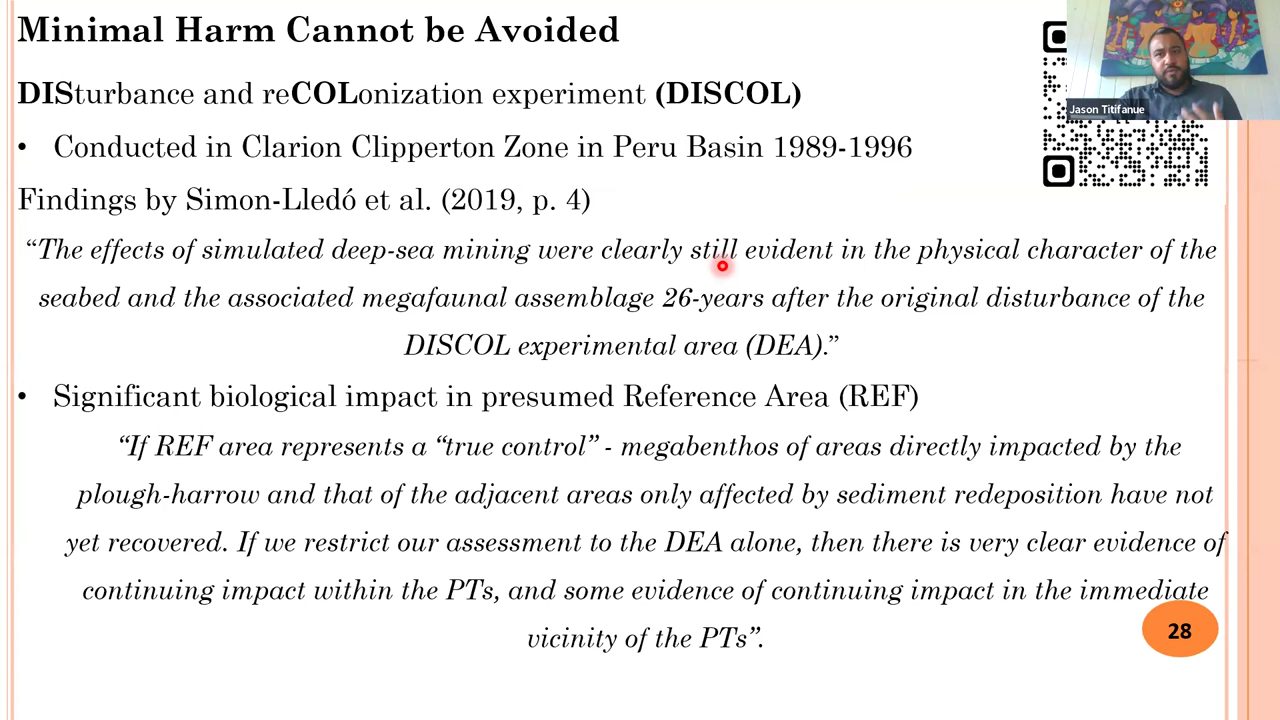 Minimal Harm Cannot be Avoided
Jason Titifanue
DISturbance and reCOLonization experiment (DISCOL)
• Conducted in Clarion Clipperton Zone in Peru Basin 1989-1996
Findings by Simon-Lledó et al. (2019, p. 4)
“The effects of simulated deep-sea mining were clearly still evident in the physical character of the
seabed and the associated megafaunal assemblage 26-years after the original disturbance of the
DISCOL experimental area (DEA).”
• Significant biological impact in presumed Reference Area (REF)
“If REF area represents a “true control” - megabenthos of areas directly impacted by the
plough-harrow and that of the adjacent areas only affected by sediment redeposition have not
yet recovered. If we restrict our assessment to the DEA alone, then there is very clear evidence of
continuing impact within the PTs, and some evidence of continuing impact in the immediate
vicinity of the PTs”.
28